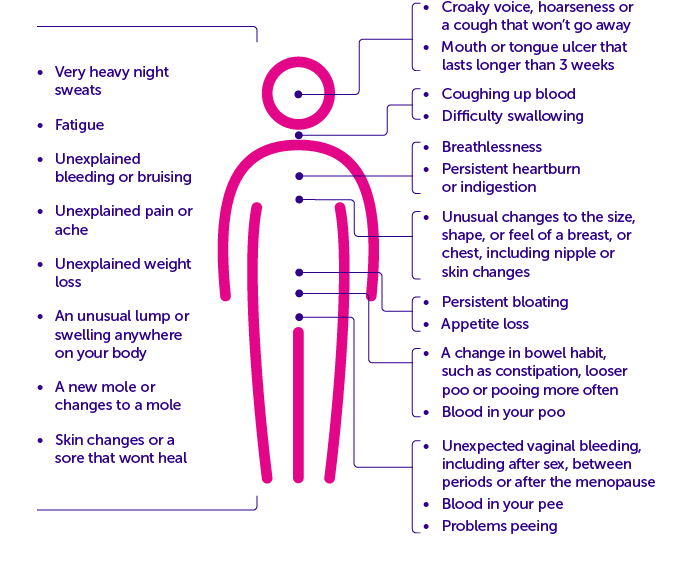 • Very heavy night
sweats
• Fatigue
• Unexplained
bleeding or bruising
• Unexplained pain or
ache
• Unexplained weight
loss
• An unusual lump or
swelling anywhere
on your body
• A new mole or
changes to a mole
• Skin changes or a
sore that wont heal
• Croaky voice, hoarseness or
a cough that won’t go away
• Mouth or tongue ulcer that
lasts longer than 3 weeks
• Coughing up blood
• Difficulty swallowing
• Breathlessness
• Persistent heartburn
or indigestion
• Unusual changes to the size,
shape, or feel of a breast, or
chest, including nipple or
skin changes
• Persistent bloating
• Appetite loss
• A change in bowel habit,
such as constipation, looser
poo or pooing more often
• Blood in your poo
• Unexpected vaginal bleeding,
including after sex, between
periods or after the menopause
• Blood in your pee
• Problems peeing